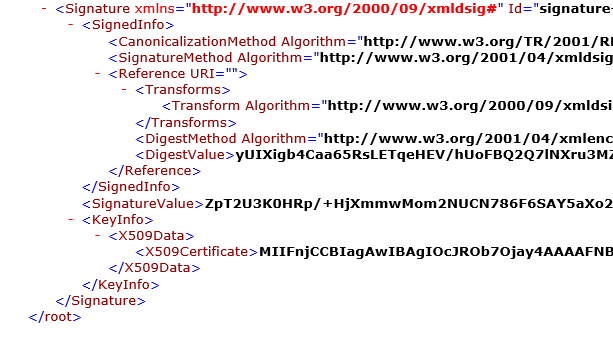 - <Signature xmlns="http://www.w3.org/2000/09/xmldsig#" Id="signature-
- <SignedInfo>
<CanonicalizationMethod Algorithm="http://www.w3.org/TR/2001/RE
<SignatureMethod Algorithm="http://www.w3.org/2001/04/xmldsig
- <Reference URI="">
- <Transforms>
<Transform Algorithm="http://www.w3.org/2000/09/xmldsi
</Transforms>
<DigestMethod Algorithm="http://www.w3.org/2001/04/xmlenc
<DigestValue>yUIXigb4Caa65RsLETqeHEV/hUoFBQ2Q7lNXru3MZ
</Reference>
</SignedInfo>
<SignatureValue>ZpT2U3K0HRp/+HjXmmwMom2NUCN786F6SAY5aXo2
- <KeyInfo>
- <X509Data>
<X509Certificate>MIIFnjCCBIagAwIBAgIOcJROb7Ojay4AAAAFNB
</X509Data>
</KeyInfo>
</Signature>
</root>